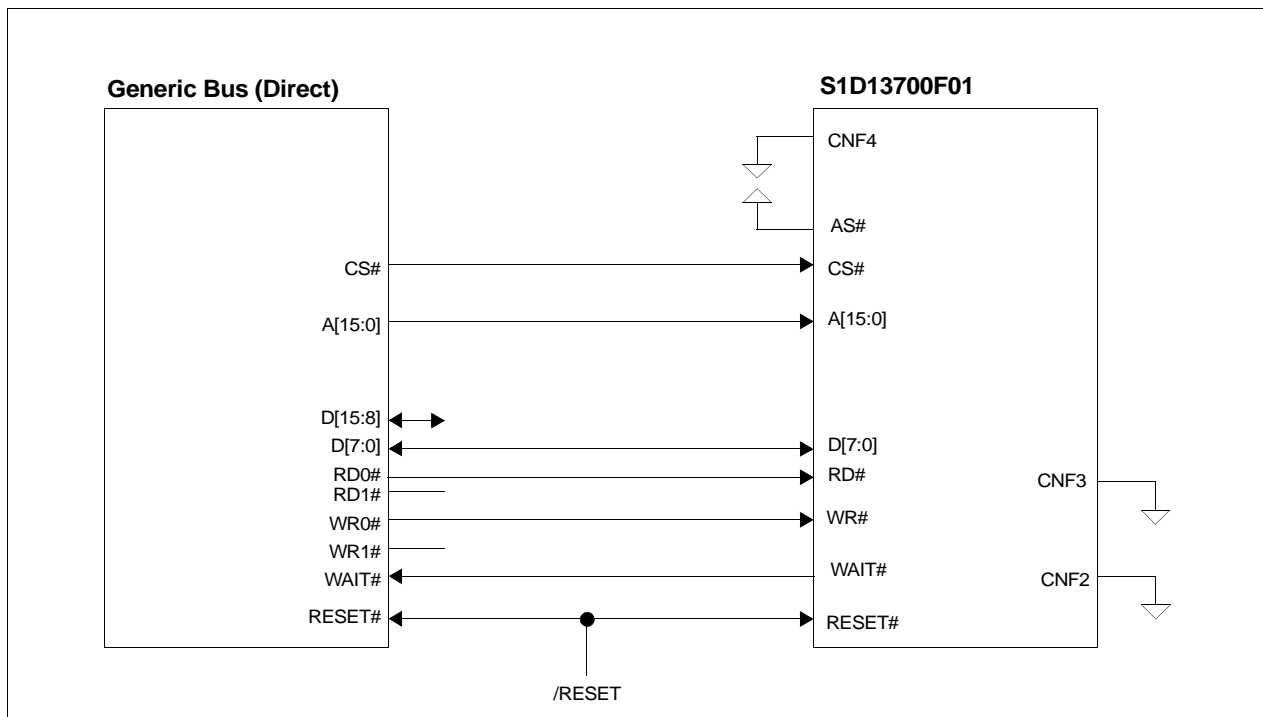 Generic Bus (Direct)
S1D13700F01
CNF4
AS#
CS#
CS#
A[15:0]
A[15:0]
D[15:8]
D[7:0]
D[7:0]
RD0#
RD#
RD1#
CNF3
WR0#
WR#
WR1#
WAIT#
WAIT#
CNF2
RESET#
RESET#
/RESET